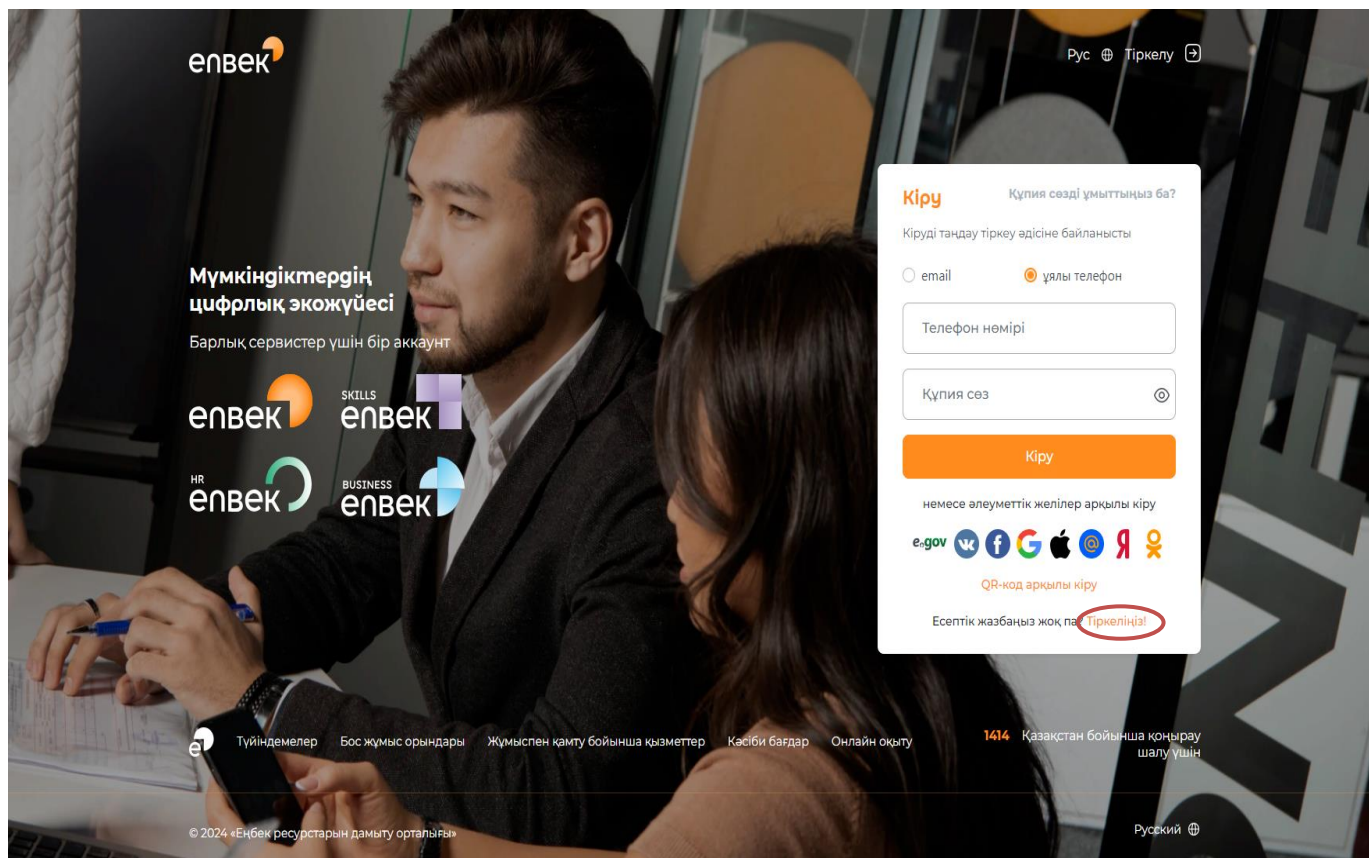 enbek
Рус Тіркелу
Кіру Құпия сөзді ұмыттыңыз ба?
Кіруді таңдау тіркеу әдісіне байланысты
email ұялы телефон
Телефон нөмірі
Құпия сөз
Кіру
немесе әлеуметтік желілер арқылы кіру
egov
QR-код арқылы кіру
Есептік жазбаңыз жоқ па? Тіркеліңіз!
Мүмкіндіктердің
цифрлық экожүйесі
Барлық сервистер үшін бір аккаунт
enbek
SKILLS
enbek
HR
enbek
BUSINESS
enbek
e Түйіндемелер Бос жұмыс орындары Жұмыспен қамту бойынша қызметтер Кәсіби бағдар Онлайн оқыту
1414 Қазақстан бойынша қоңырау
шалу үшін
© 2024 «Еңбек ресурстарын дамыту орталығы»
Русский